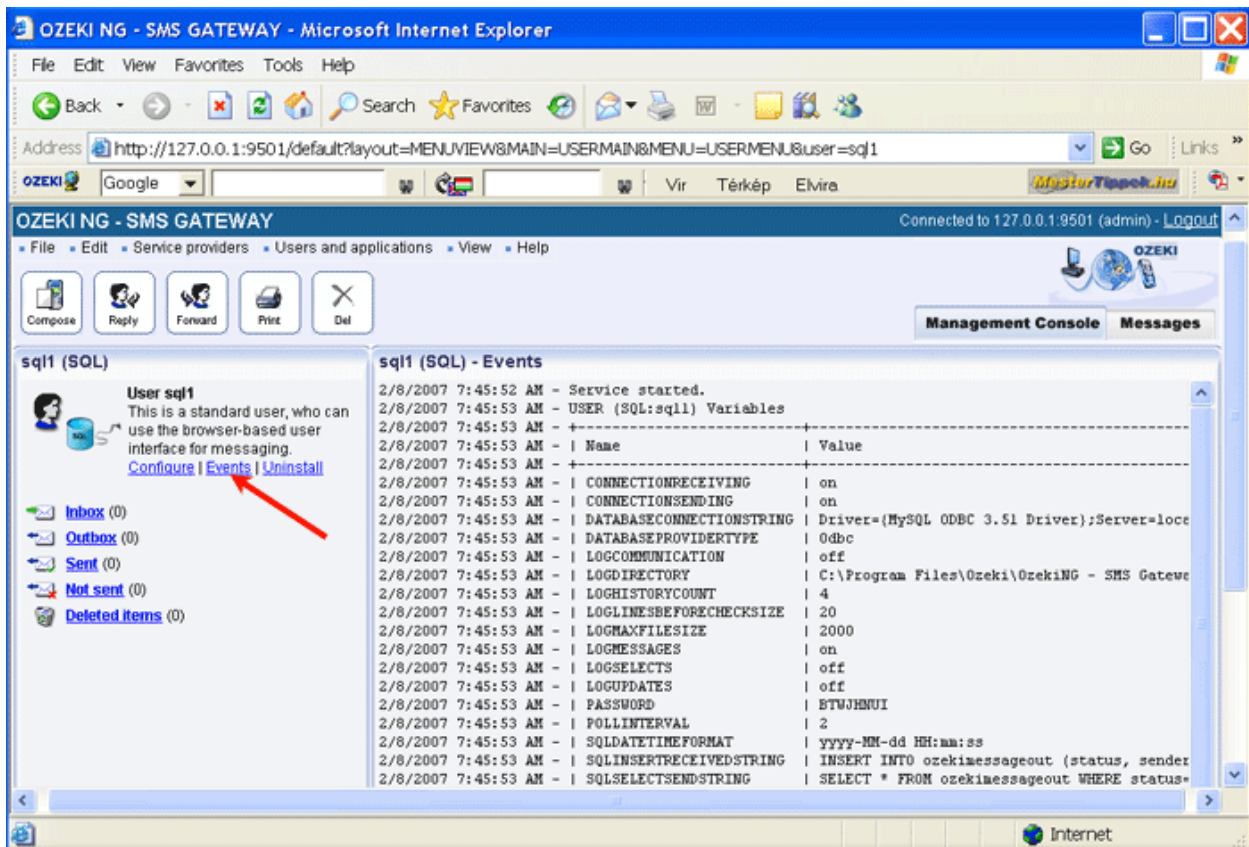 OZEKI NG - SMS GATEWAY - Microsoft Internet Explorer
File Edit View Favorites Tools Help
Back Search Favorites
Address http://127.0.0.1:9501/default?layout=MENUVIEW&MAIN=USERMAIN&MENU=USERMENU&user=sql1 Go Links »
OZEKI Google Vir Térkép Elvira MesterTippek.hu
OZEKI NG - SMS GATEWAY Connected to 127.0.0.1:9501 (admin) - Logout
File Edit Service providers Users and applications View Help
OZEKI
Compose Reply Forward Print Del
Management Console Messages
sql1 (SQL)
User sql1
This is a standard user, who can
use the browser-based user
interface for messaging.
Configure | Events | Uninstall
Inbox (0)
Outbox (0)
Sent (0)
Not sent (0)
Deleted items (0)
sql1 (SQL) - Events
2/8/2007 7:45:52 AM - Service started.
2/8/2007 7:45:53 AM - USER (SQL:sql1) Variables
2/8/2007 7:45:53 AM - +-------------------------+------------------------------------------
2/8/2007 7:45:53 AM - | Name | Value
2/8/2007 7:45:53 AM - +-------------------------+------------------------------------------
2/8/2007 7:45:53 AM - | CONNECTIONRECEIVING | on
2/8/2007 7:45:53 AM - | CONNECTIONSENDING | on
2/8/2007 7:45:53 AM - | DATABASECONNECTIONSTRING | Driver={MySQL ODBC 3.51 Driver};Server=loca
2/8/2007 7:45:53 AM - | DATABASEPROVIDERTYPE | Odbc
2/8/2007 7:45:53 AM - | LOGCOMMUNICATION | off
2/8/2007 7:45:53 AM - | LOGDIRECTORY | C:\Program Files\Ozeki\OzekiNG - SMS Gatewa
2/8/2007 7:45:53 AM - | LOGHISTORYCOUNT | 4
2/8/2007 7:45:53 AM - | LOGLINESBEFORECHECKSIZE | 20
2/8/2007 7:45:53 AM - | LOGMAXFILESIZE | 2000
2/8/2007 7:45:53 AM - | LOGMESSAGES | on
2/8/2007 7:45:53 AM - | LOGSELECTS | off
2/8/2007 7:45:53 AM - | LOGUPDATES | off
2/8/2007 7:45:53 AM - | PASSWORD | BTWJHNUI
2/8/2007 7:45:53 AM - | POLLINTERVAL | 2
2/8/2007 7:45:53 AM - | SQLDATETIMEFORMAT | yyyy-MM-dd HH:mm:ss
2/8/2007 7:45:53 AM - | SQLINSERTRECEIVEDSTRING | INSERT INTO ozekimessageout (status, sender
2/8/2007 7:45:53 AM - | SQLSELECTSENDSTRING | SELECT * FROM ozekimessageout WHERE status=
Internet